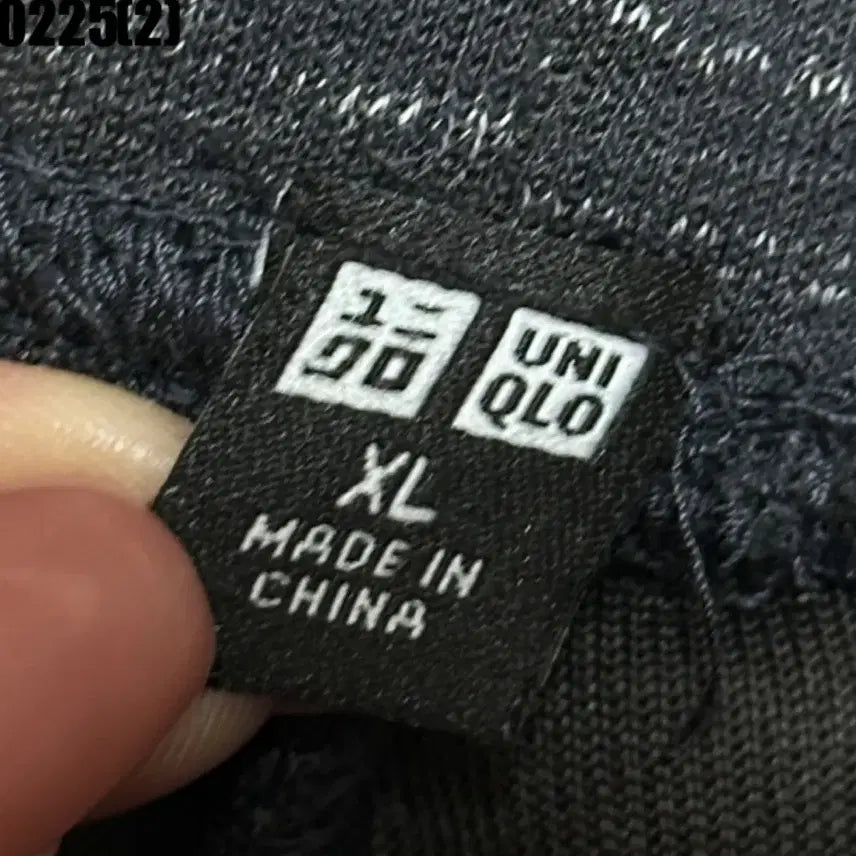 0225(2)
ユニ
クロ
UNI
QLO
XL
MADE IN
CHINA